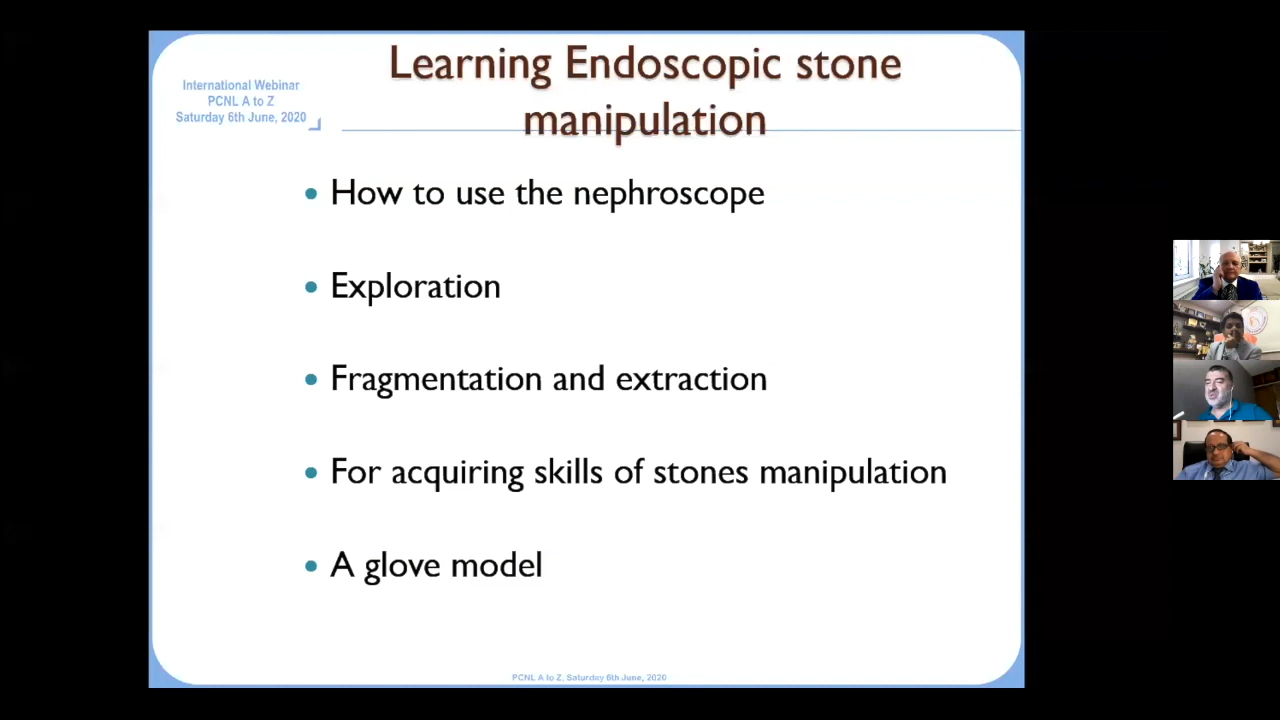 Learning Endoscopic stone
manipulation
International Webinar
PCNL A to Z
Saturday 6th June, 2020
• How to use the nephroscope
• Exploration
• Fragmentation and extraction
• For acquiring skills of stones manipulation
• A glove model
PCNL A to Z, Saturday 6th June, 2020